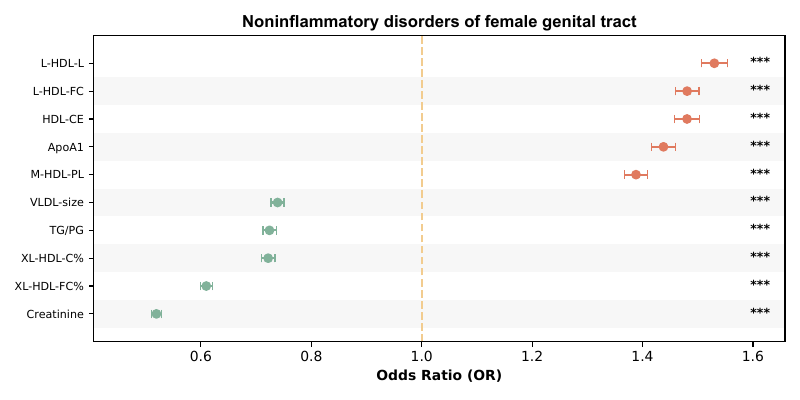 Noninflammatory disorders of female genital tract
L-HDL-L ***
L-HDL-FC ***
HDL-CE ***
ApoA1 ***
M-HDL-PL ***
VLDL-size ***
TG/PG ***
XL-HDL-C% ***
XL-HDL-FC% ***
Creatinine ***
0.6 0.8 1.0 1.2 1.4 1.6
Odds Ratio (OR)